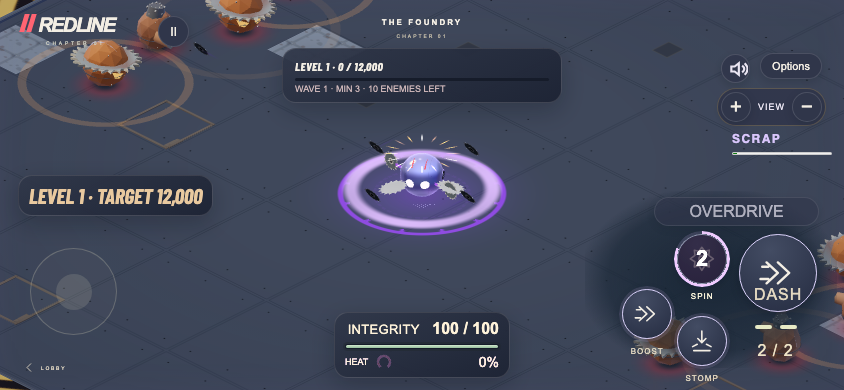 REDLINE
CHAPTER 01
THE FOUNDRY
CHAPTER 01
LEVEL 1 · 0 / 12,000
WAVE 1 · MIN 3 · 10 ENEMIES LEFT
Options
+ VIEW −
SCRAP
LEVEL 1 · TARGET 12,000
OVERDRIVE
2
SPIN
DASH
BOOST
2 / 2
STOMP
INTEGRITY 100 / 100
HEAT 0%
LOBBY